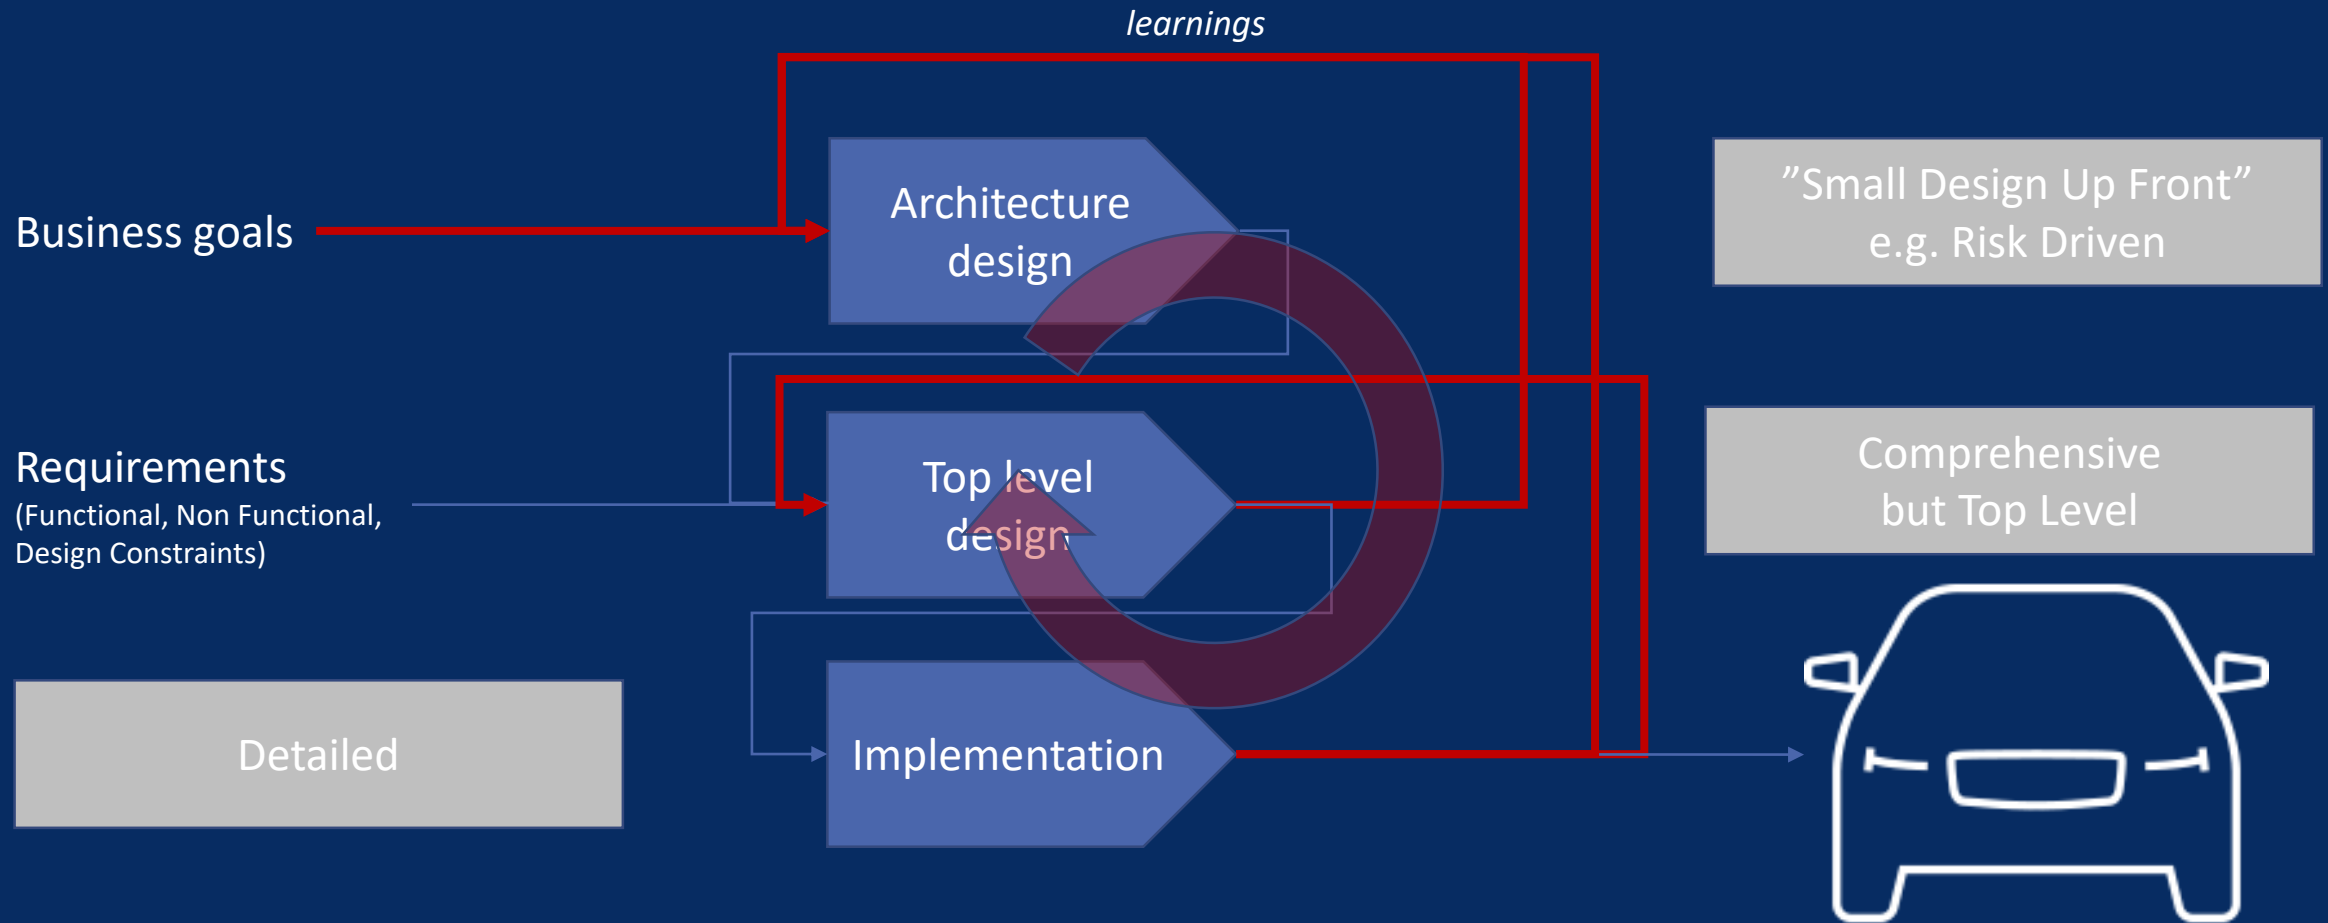 learnings
Business goals
Architecture
design
”Small Design Up Front”
e.g. Risk Driven
Requirements
(Functional, Non Functional,
Design Constraints)
Top level
design
Comprehensive
but Top Level
Detailed
Implementation